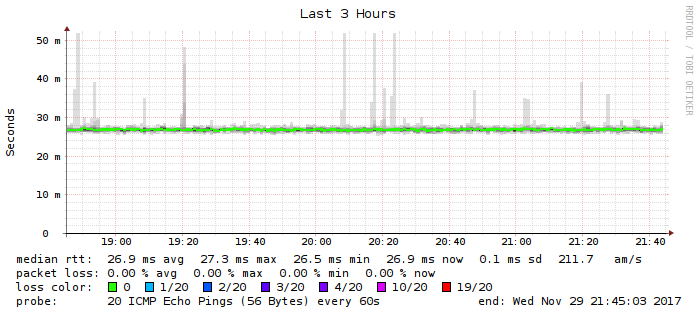 Last 3 Hours
RRDTOOL / TOBI OETIKER
Seconds
50 m
40 m
30 m
20 m
10 m
0
19:00 19:20 19:40 20:00 20:20 20:40 21:00 21:20 21:40
median rtt: 26.9 ms avg 27.3 ms max 26.5 ms min 26.9 ms now 0.1 ms sd 211.7 am/s
packet loss: 0.00 % avg 0.00 % max 0.00 % min 0.00 % now
loss color: 0 1/20 2/20 3/20 4/20 10/20 19/20
probe: 20 ICMP Echo Pings (56 Bytes) every 60s end: Wed Nov 29 21:45:03 2017